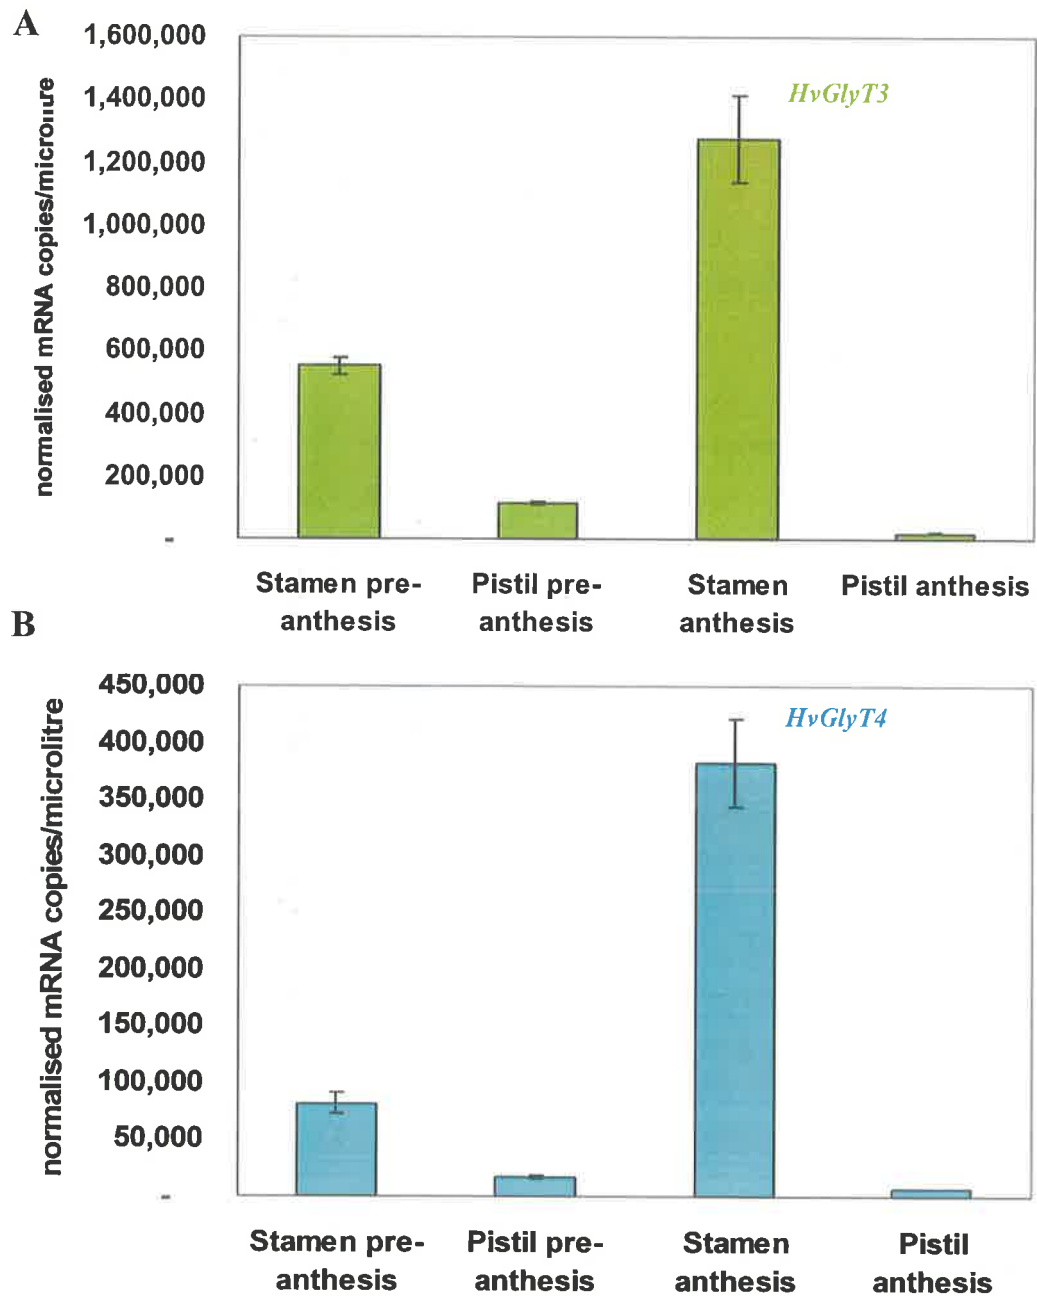 A
1,600,000
1,400,000
1,200,000
1,000,000
800,000
600,000
400,000
200,000
-
normalised mRNA
HvGlyT3
Stamen pre-
anthesis
Pistil pre-
anthesis
Stamen
anthesis
Pistil anthesis
B
450,000
400,000
350,000
300,000
250,000
200,000
150,000
100,000
50,000
-
normalised mRNA copies/microlitre
HvGlyT4
Stamen pre-
anthesis
Pistil pre-
anthesis
Stamen
anthesis
Pistil
anthesis